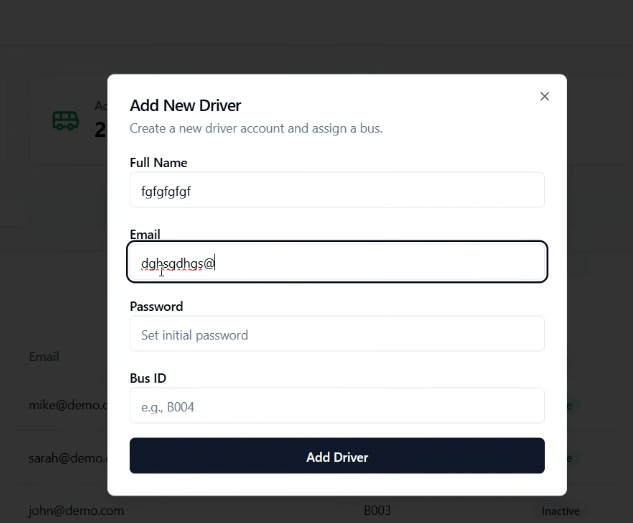 2
Add New Driver
Create a new driver account and assign a bus.
Full Name
fgfgfgfgf
Email
dghsgdhgs@
Password
Set initial password
Bus ID
e.g., B004
Add Driver
Email
mike@demo.c
sarah@demo.
john@demo.com B003 Inactive